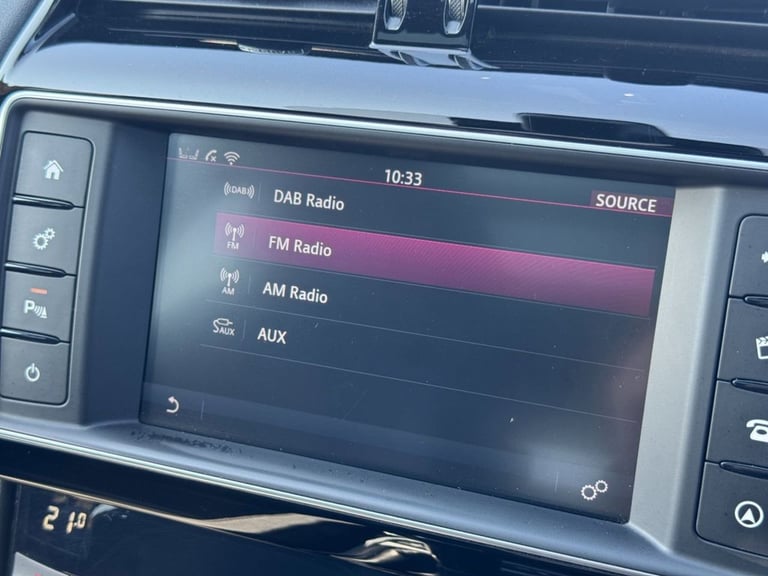 10:33
SOURCE
DAB
DAB Radio
FM
FM Radio
AM
AM Radio
AUX
AUX
P
21.0